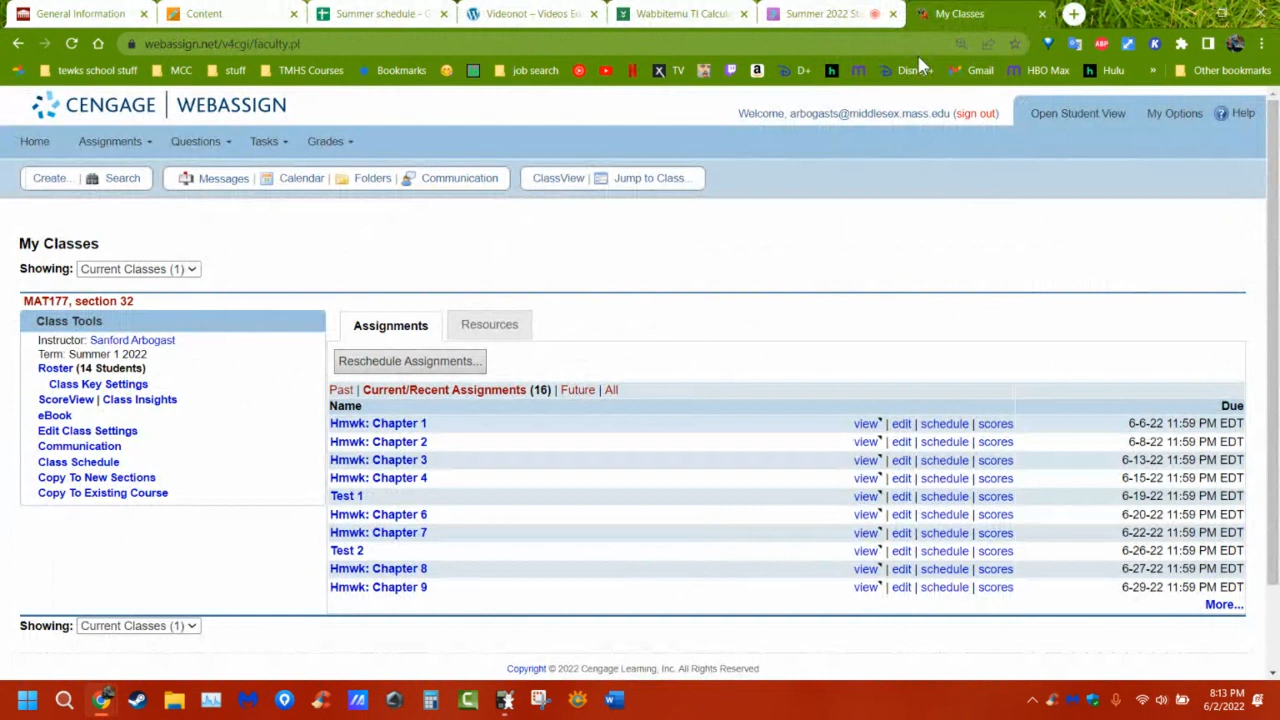 General Information
Content
Summer schedule - G
Videonot – Videos Ed
Wabbitemu TI Calcul
Summer 2022 St
My Classes
webassign.net/v4cgi/faculty.pl
tewks school stuff
MCC
stuff
TMHS Courses
Bookmarks
job search
TV
D+
Disn
Gmail
HBO Max
Hulu
»
Other bookmarks
CENGAGE | WEBASSIGN
Welcome, arbogasts@middlesex.mass.edu (sign out)
Open Student View
My Options
Help
Home
Assignments
Questions
Tasks
Grades
Create... | Search
Messages | Calendar | Folders | Communication
ClassView | Jump to Class...
My Classes
Showing: Current Classes (1)
MAT177, section 32
Class Tools
Instructor: Sanford Arbogast
Term: Summer 1 2022
Roster (14 Students)
Class Key Settings
ScoreView | Class Insights
eBook
Edit Class Settings
Communication
Class Schedule
Copy To New Sections
Copy To Existing Course
Assignments
Resources
Reschedule Assignments...
Past | Current/Recent Assignments (16) | Future | All
Name Due
Hmwk: Chapter 1 view | edit | schedule | scores 6-6-22 11:59 PM EDT
Hmwk: Chapter 2 view | edit | schedule | scores 6-8-22 11:59 PM EDT
Hmwk: Chapter 3 view | edit | schedule | scores 6-13-22 11:59 PM EDT
Hmwk: Chapter 4 view | edit | schedule | scores 6-15-22 11:59 PM EDT
Test 1 view | edit | schedule | scores 6-19-22 11:59 PM EDT
Hmwk: Chapter 6 view | edit | schedule | scores 6-20-22 11:59 PM EDT
Hmwk: Chapter 7 view | edit | schedule | scores 6-22-22 11:59 PM EDT
Test 2 view | edit | schedule | scores 6-26-22 11:59 PM EDT
Hmwk: Chapter 8 view | edit | schedule | scores 6-27-22 11:59 PM EDT
Hmwk: Chapter 9 view | edit | schedule | scores 6-29-22 11:59 PM EDT
More...
Showing: Current Classes (1)
Copyright © 2022 Cengage Learning, Inc. All Rights Reserved
8:13 PM
6/2/2022